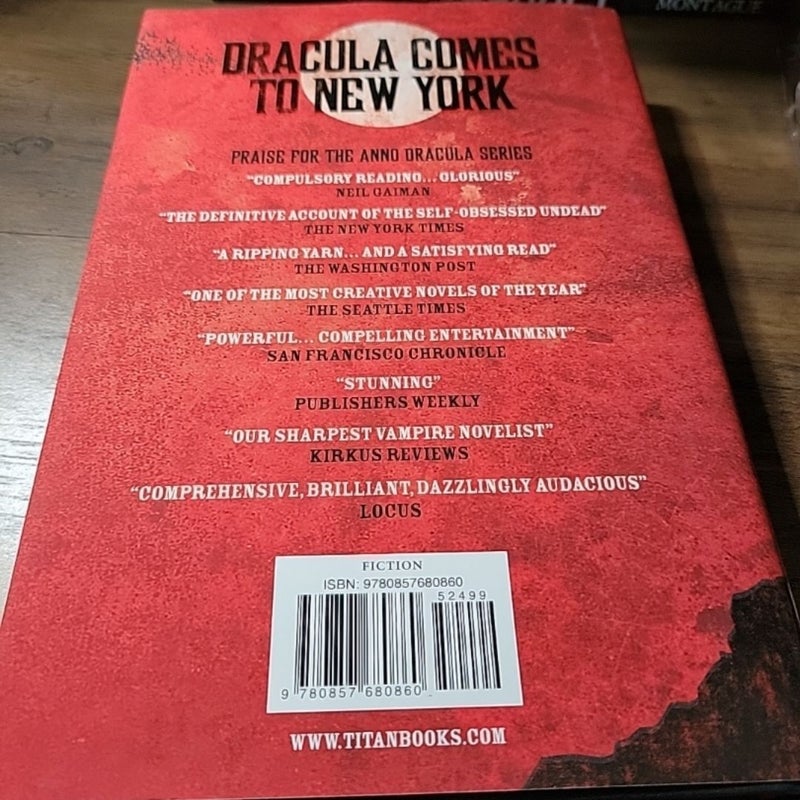 MONTAGUE
DRACULA COMES
TO NEW YORK
PRAISE FOR THE ANNO DRACULA SERIES
“COMPULSORY READING... GLORIOUS”
NEIL GAIMAN
“THE DEFINITIVE ACCOUNT OF THE SELF-OBSESSED UNDEAD”
THE NEW YORK TIMES
“A RIPPING YARN... AND A SATISFYING READ”
THE WASHINGTON POST
“ONE OF THE MOST CREATIVE NOVELS OF THE YEAR”
THE SEATTLE TIMES
“POWERFUL... COMPELLING ENTERTAINMENT”
SAN FRANCISCO CHRONICLE
“STUNNING”
PUBLISHERS WEEKLY
“OUR SHARPEST VAMPIRE NOVELIST”
KIRKUS REVIEWS
“COMPREHENSIVE, BRILLIANT, DAZZLINGLY AUDACIOUS”
LOCUS
FICTION
ISBN: 9780857680860
52499
9 780857 680860
WWW.TITANBOOKS.COM